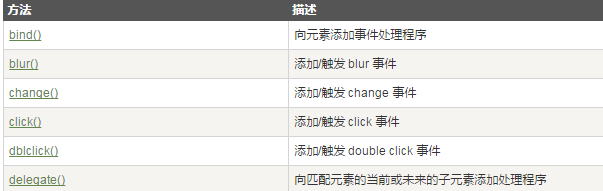 方法 描述
bind() 向元素添加事件处理程序
blur() 添加/触发 blur 事件
change() 添加/触发 change 事件
click() 添加/触发 click 事件
dblclick() 添加/触发 double click 事件
delegate() 向匹配元素的当前或未来的子元素添加处理程序